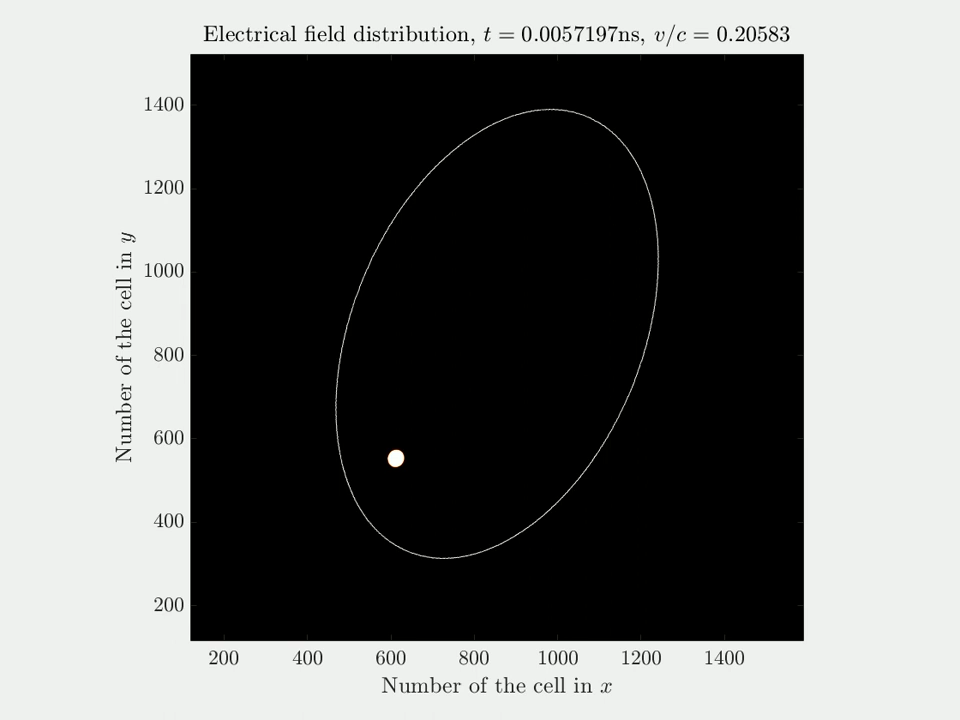 Electrical field distribution, t = 0.0057197ns, v/c = 0.20583
1400
1200
1000
800
600
400
200
Number of the cell in y
200 400 600 800 1000 1200 1400
Number of the cell in x